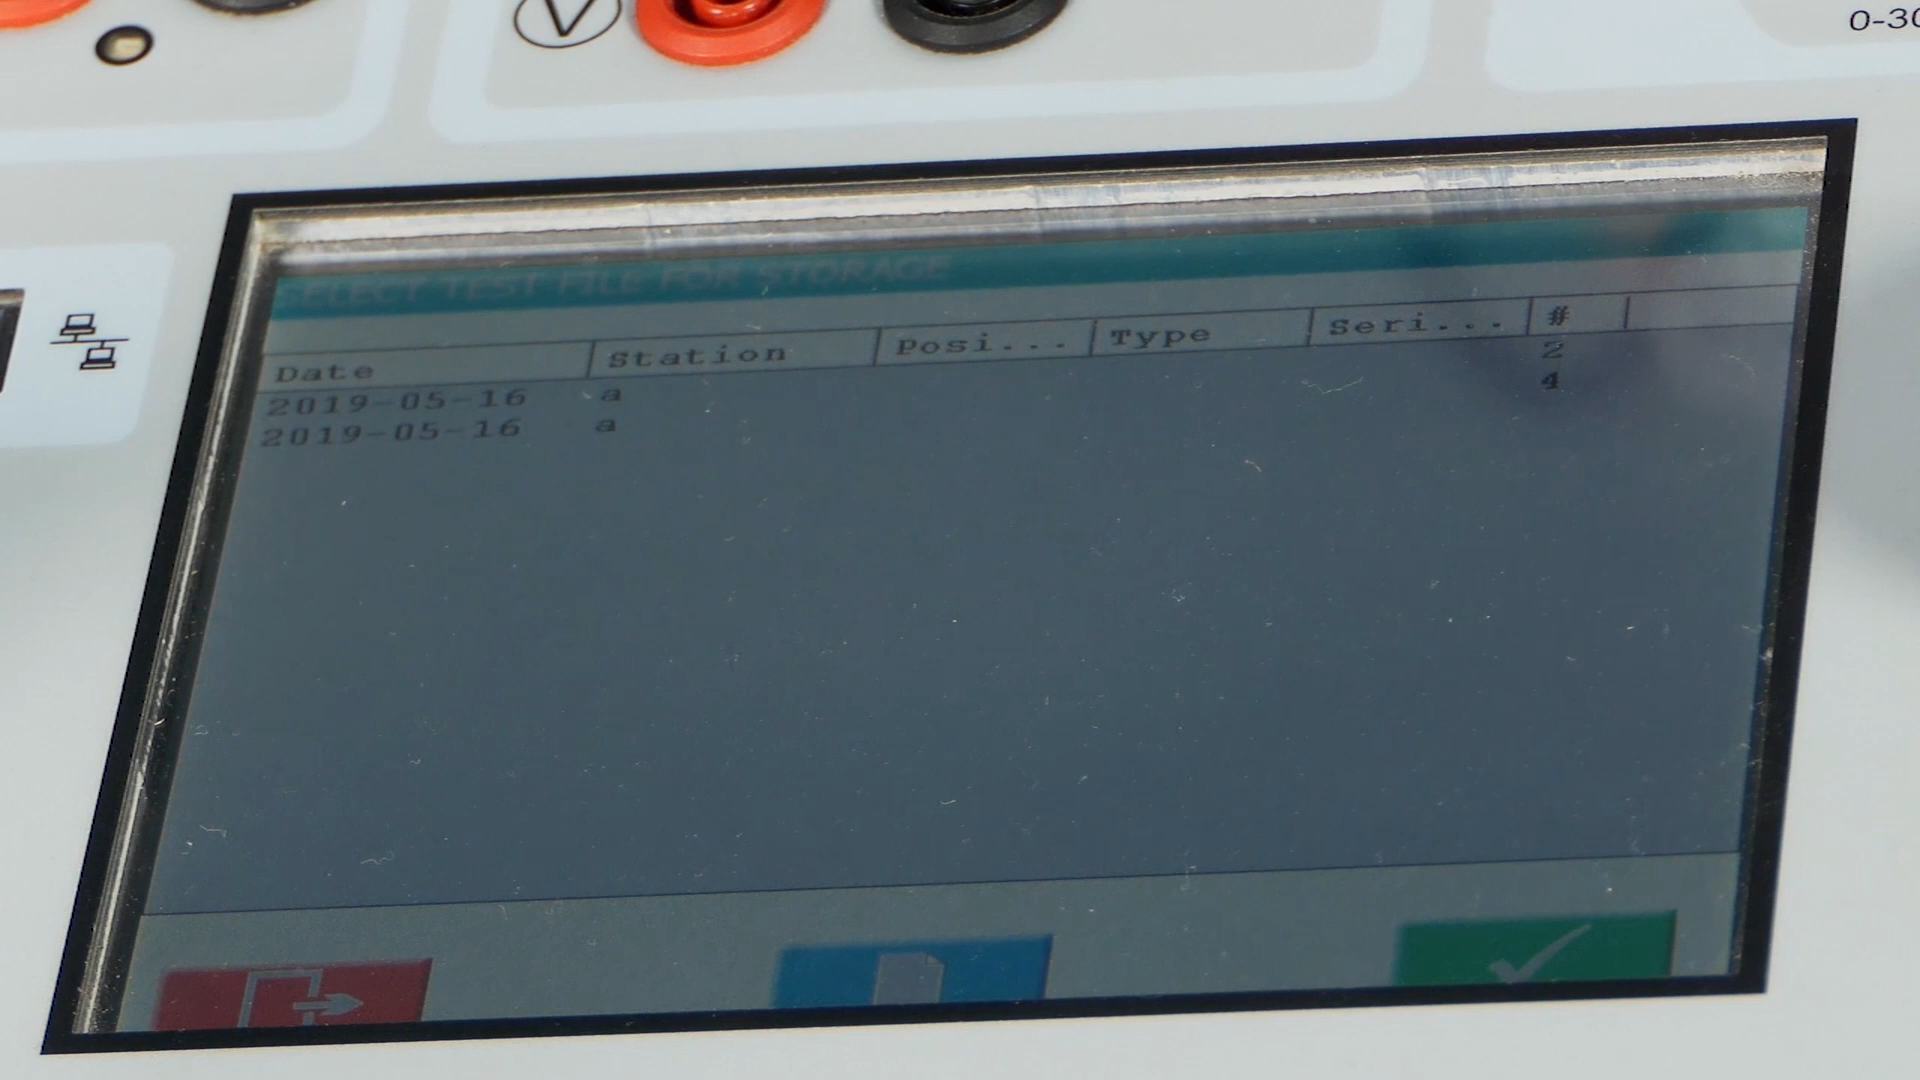 V
0-30
SELECT TEST FILE FOR STORAGE
Date Station Posi... Type Seri... #
2019-05-16 a 2
2019-05-16 a 4